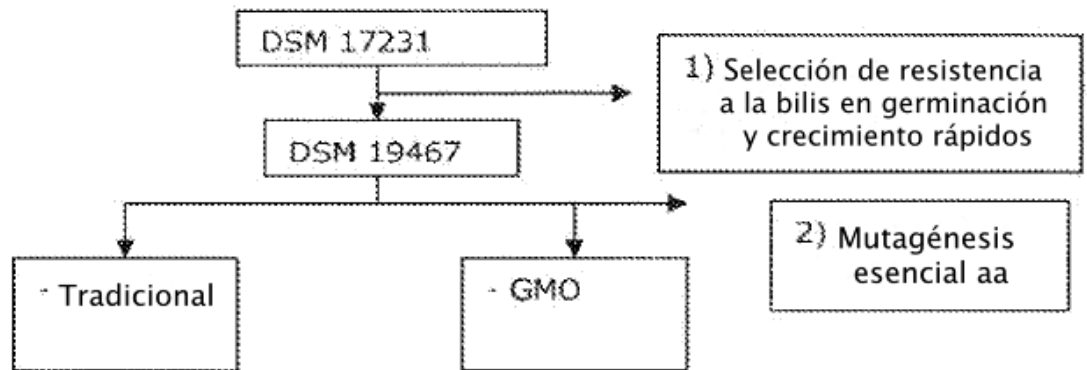 DSM 17231
1) Selección de resistencia
a la bilis en germinación
y crecimiento rápidos
DSM 19467
2) Mutagénesis
esencial aa
- Tradicional
- GMO